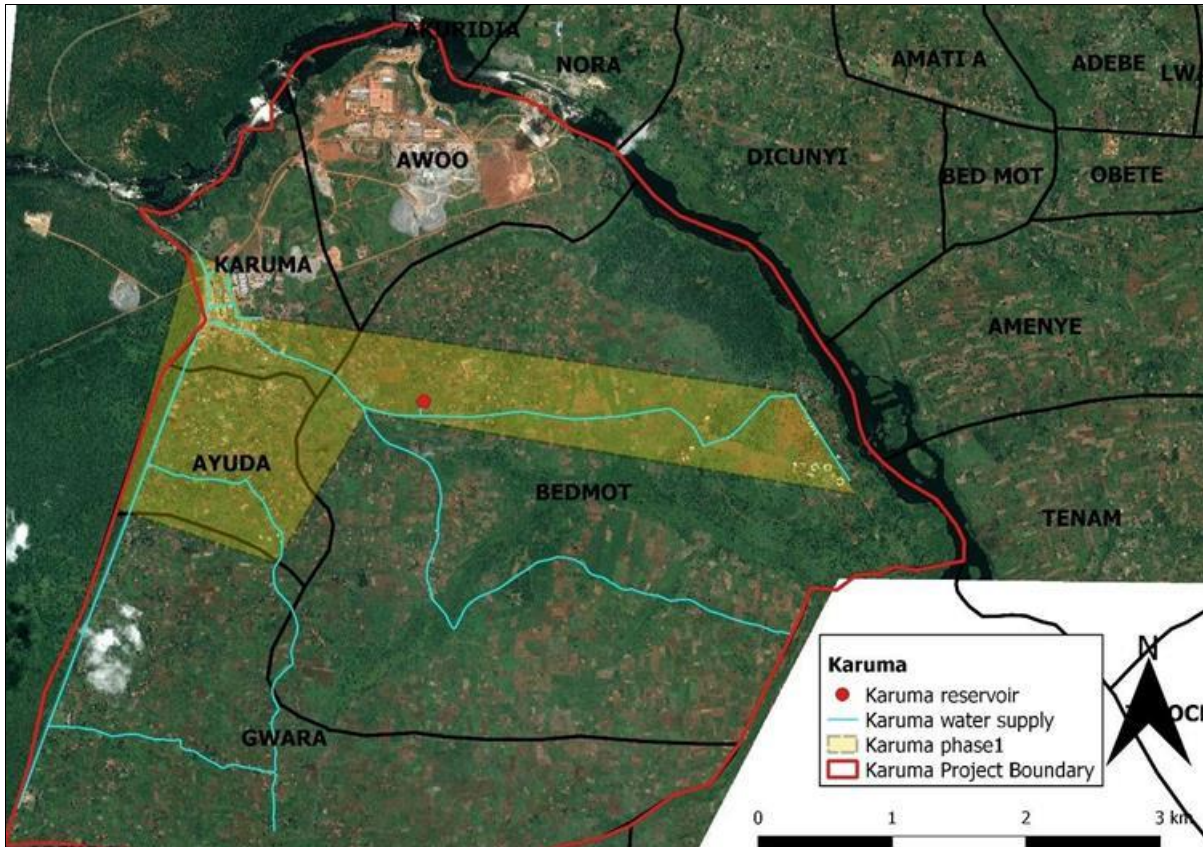 AKURIDIA
NORA
AMATI A
ADEBE
LW
AWOO
DICUNYI
BED MOT
OBETE
KARUMA
AMENYE
AYUDA
BEDMOT
TENAM
GWARA
Karuma
Karuma reservoir
Karuma water supply
Karuma phase1
Karuma Project Boundary
N
0 1 2 3 km